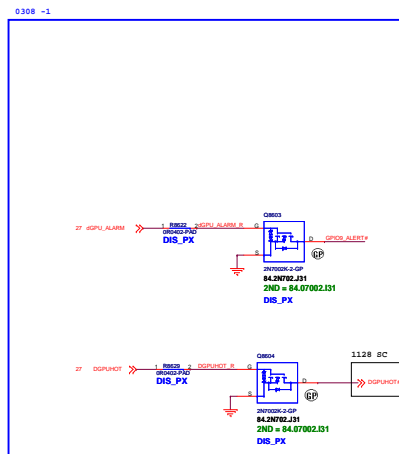 0308 -1
Q8603
27 dGPU_ALARM 1 R8622 2 dGPU_ALARM_R G
0R0402-PAD
DIS_PX
D GPIO9_ALERT#
S
GP
2N7002K-2-GP
84.2N702.J31
2ND = 84.07002.I31
DIS_PX
1128 SC
Q8604
27 DGPUHOT 1 R8629 2 DGPUHOT_R G
0R0402-PAD
DIS_PX
D DGPUHOT#
S
GP
2N7002K-2-GP
84.2N702.J31
2ND = 84.07002.I31
DIS_PX